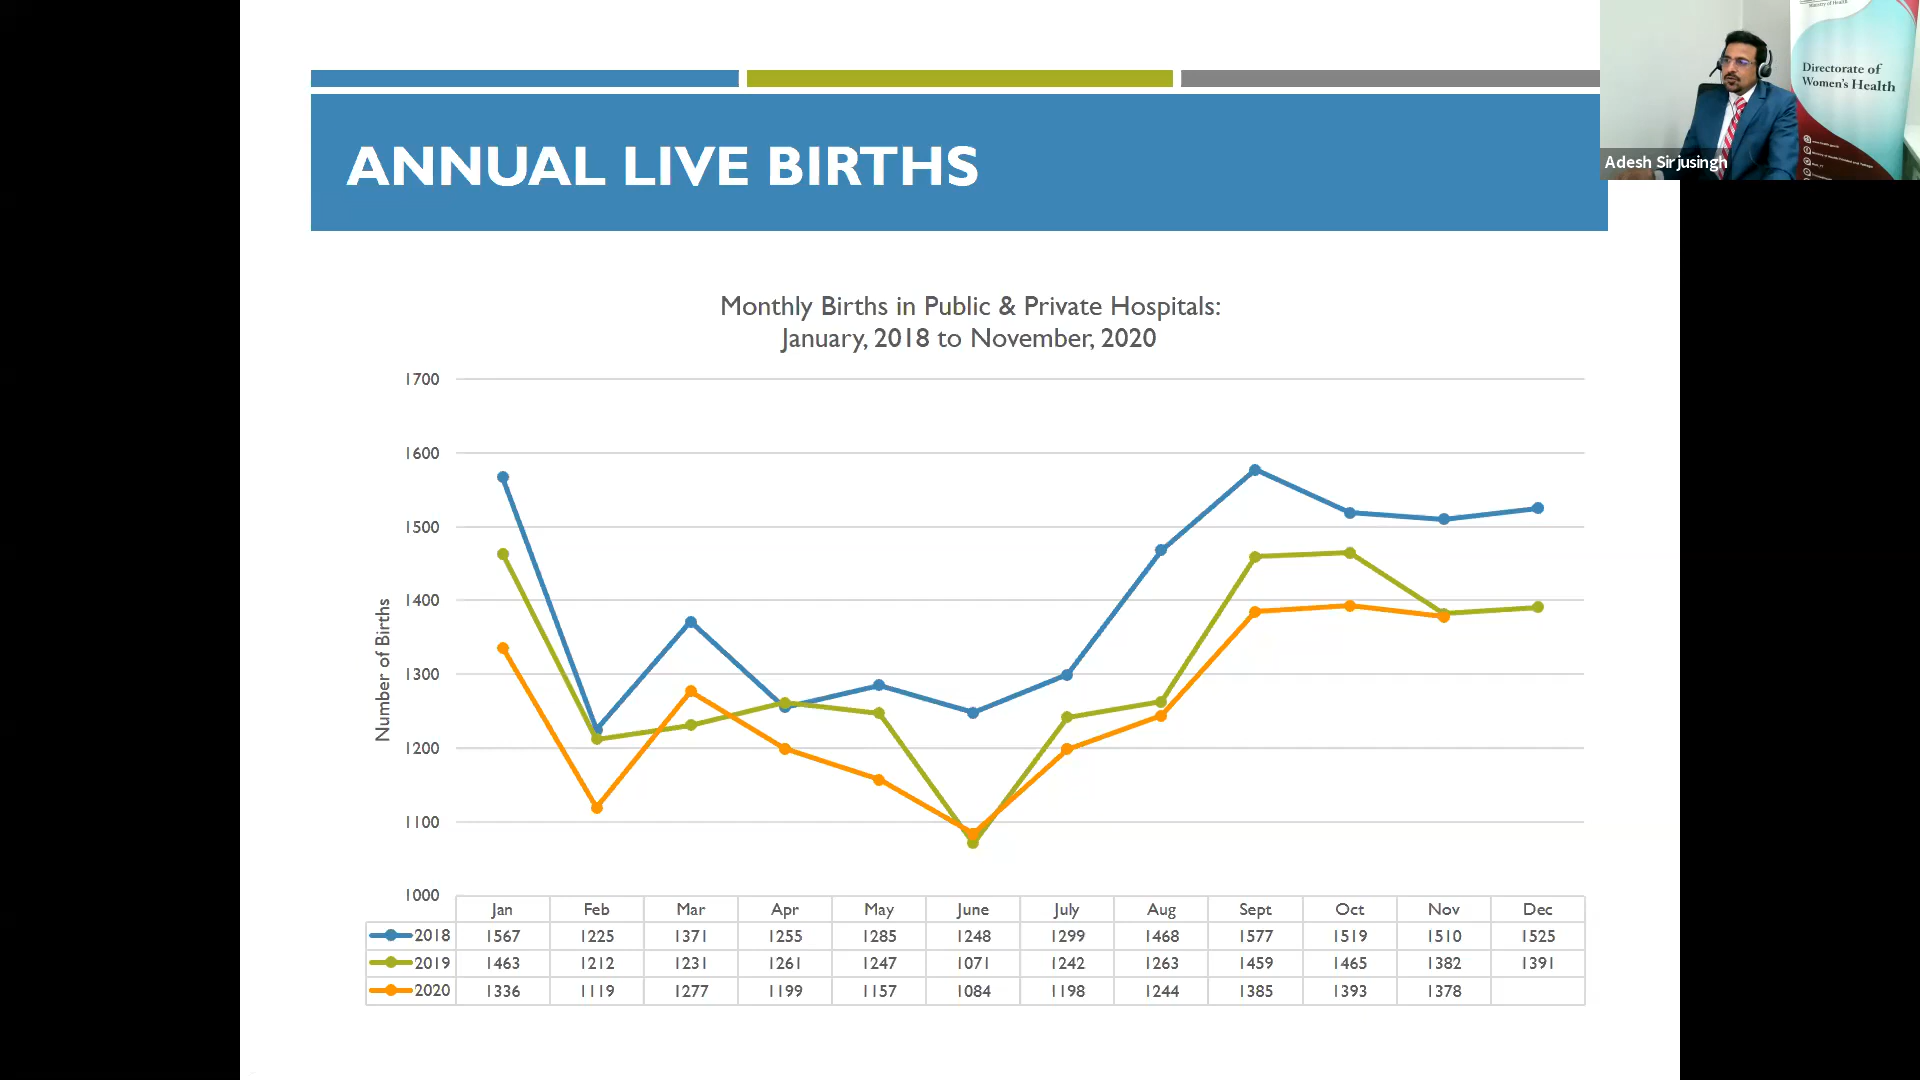 ANNUAL LIVE BIRTHS
Ministry of Health
Directorate of
Women's Health
Adesh Sirjusingh
Monthly Births in Public & Private Hospitals:
January, 2018 to November, 2020
Number of Births
1700
1600
1500
1400
1300
1200
1100
1000
Jan Feb Mar Apr May June July Aug Sept Oct Nov Dec
2018 1567 1225 1371 1255 1285 1248 1299 1468 1577 1519 1510 1525
2019 1463 1212 1231 1261 1247 1071 1242 1263 1459 1465 1382 1391
2020 1336 1119 1277 1199 1157 1084 1198 1244 1385 1393 1378